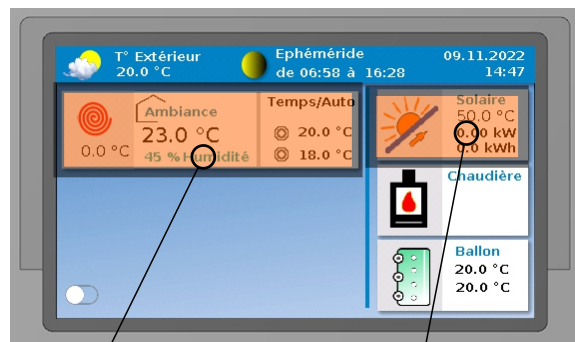 T° Extérieur
20.0 °C
Ephéméride
de 06:58 à 16:28
09.11.2022
14:47
0.0 °C
Ambiance
23.0 °C
45 % Humidité
Temps/Auto
20.0 °C
18.0 °C
Solaire
50.0 °C
0.00 kW
0.0 kWh
Chaudière
Ballon
20.0 °C
20.0 °C